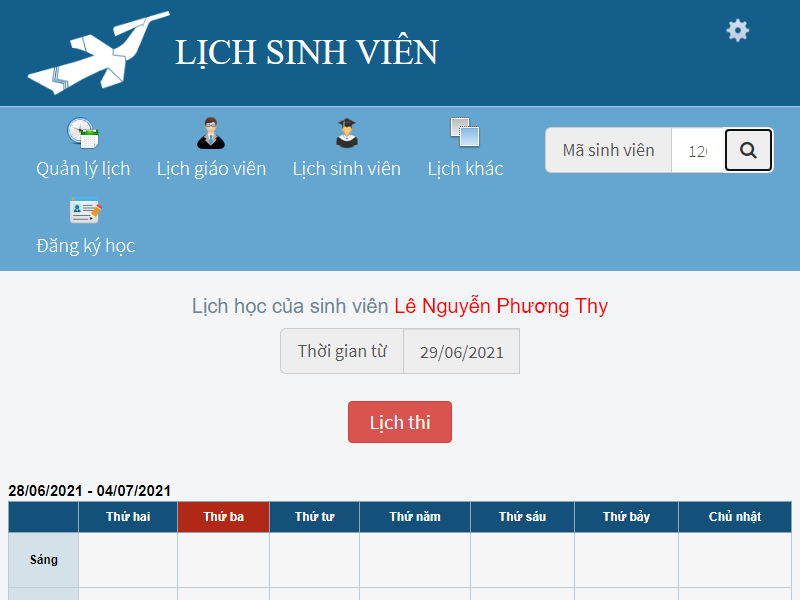 LỊCH SINH VIÊN
Quản lý lịch
Lịch giáo viên
Lịch sinh viên
Lịch khác
Mã sinh viên
Đăng ký học
Lịch học của sinh viên Lê Nguyễn Phương Thy
Thời gian từ 29/06/2021
Lịch thi
28/06/2021 - 04/07/2021
Thứ hai Thứ ba Thứ tư Thứ năm Thứ sáu Thứ bảy Chủ nhật
Sáng